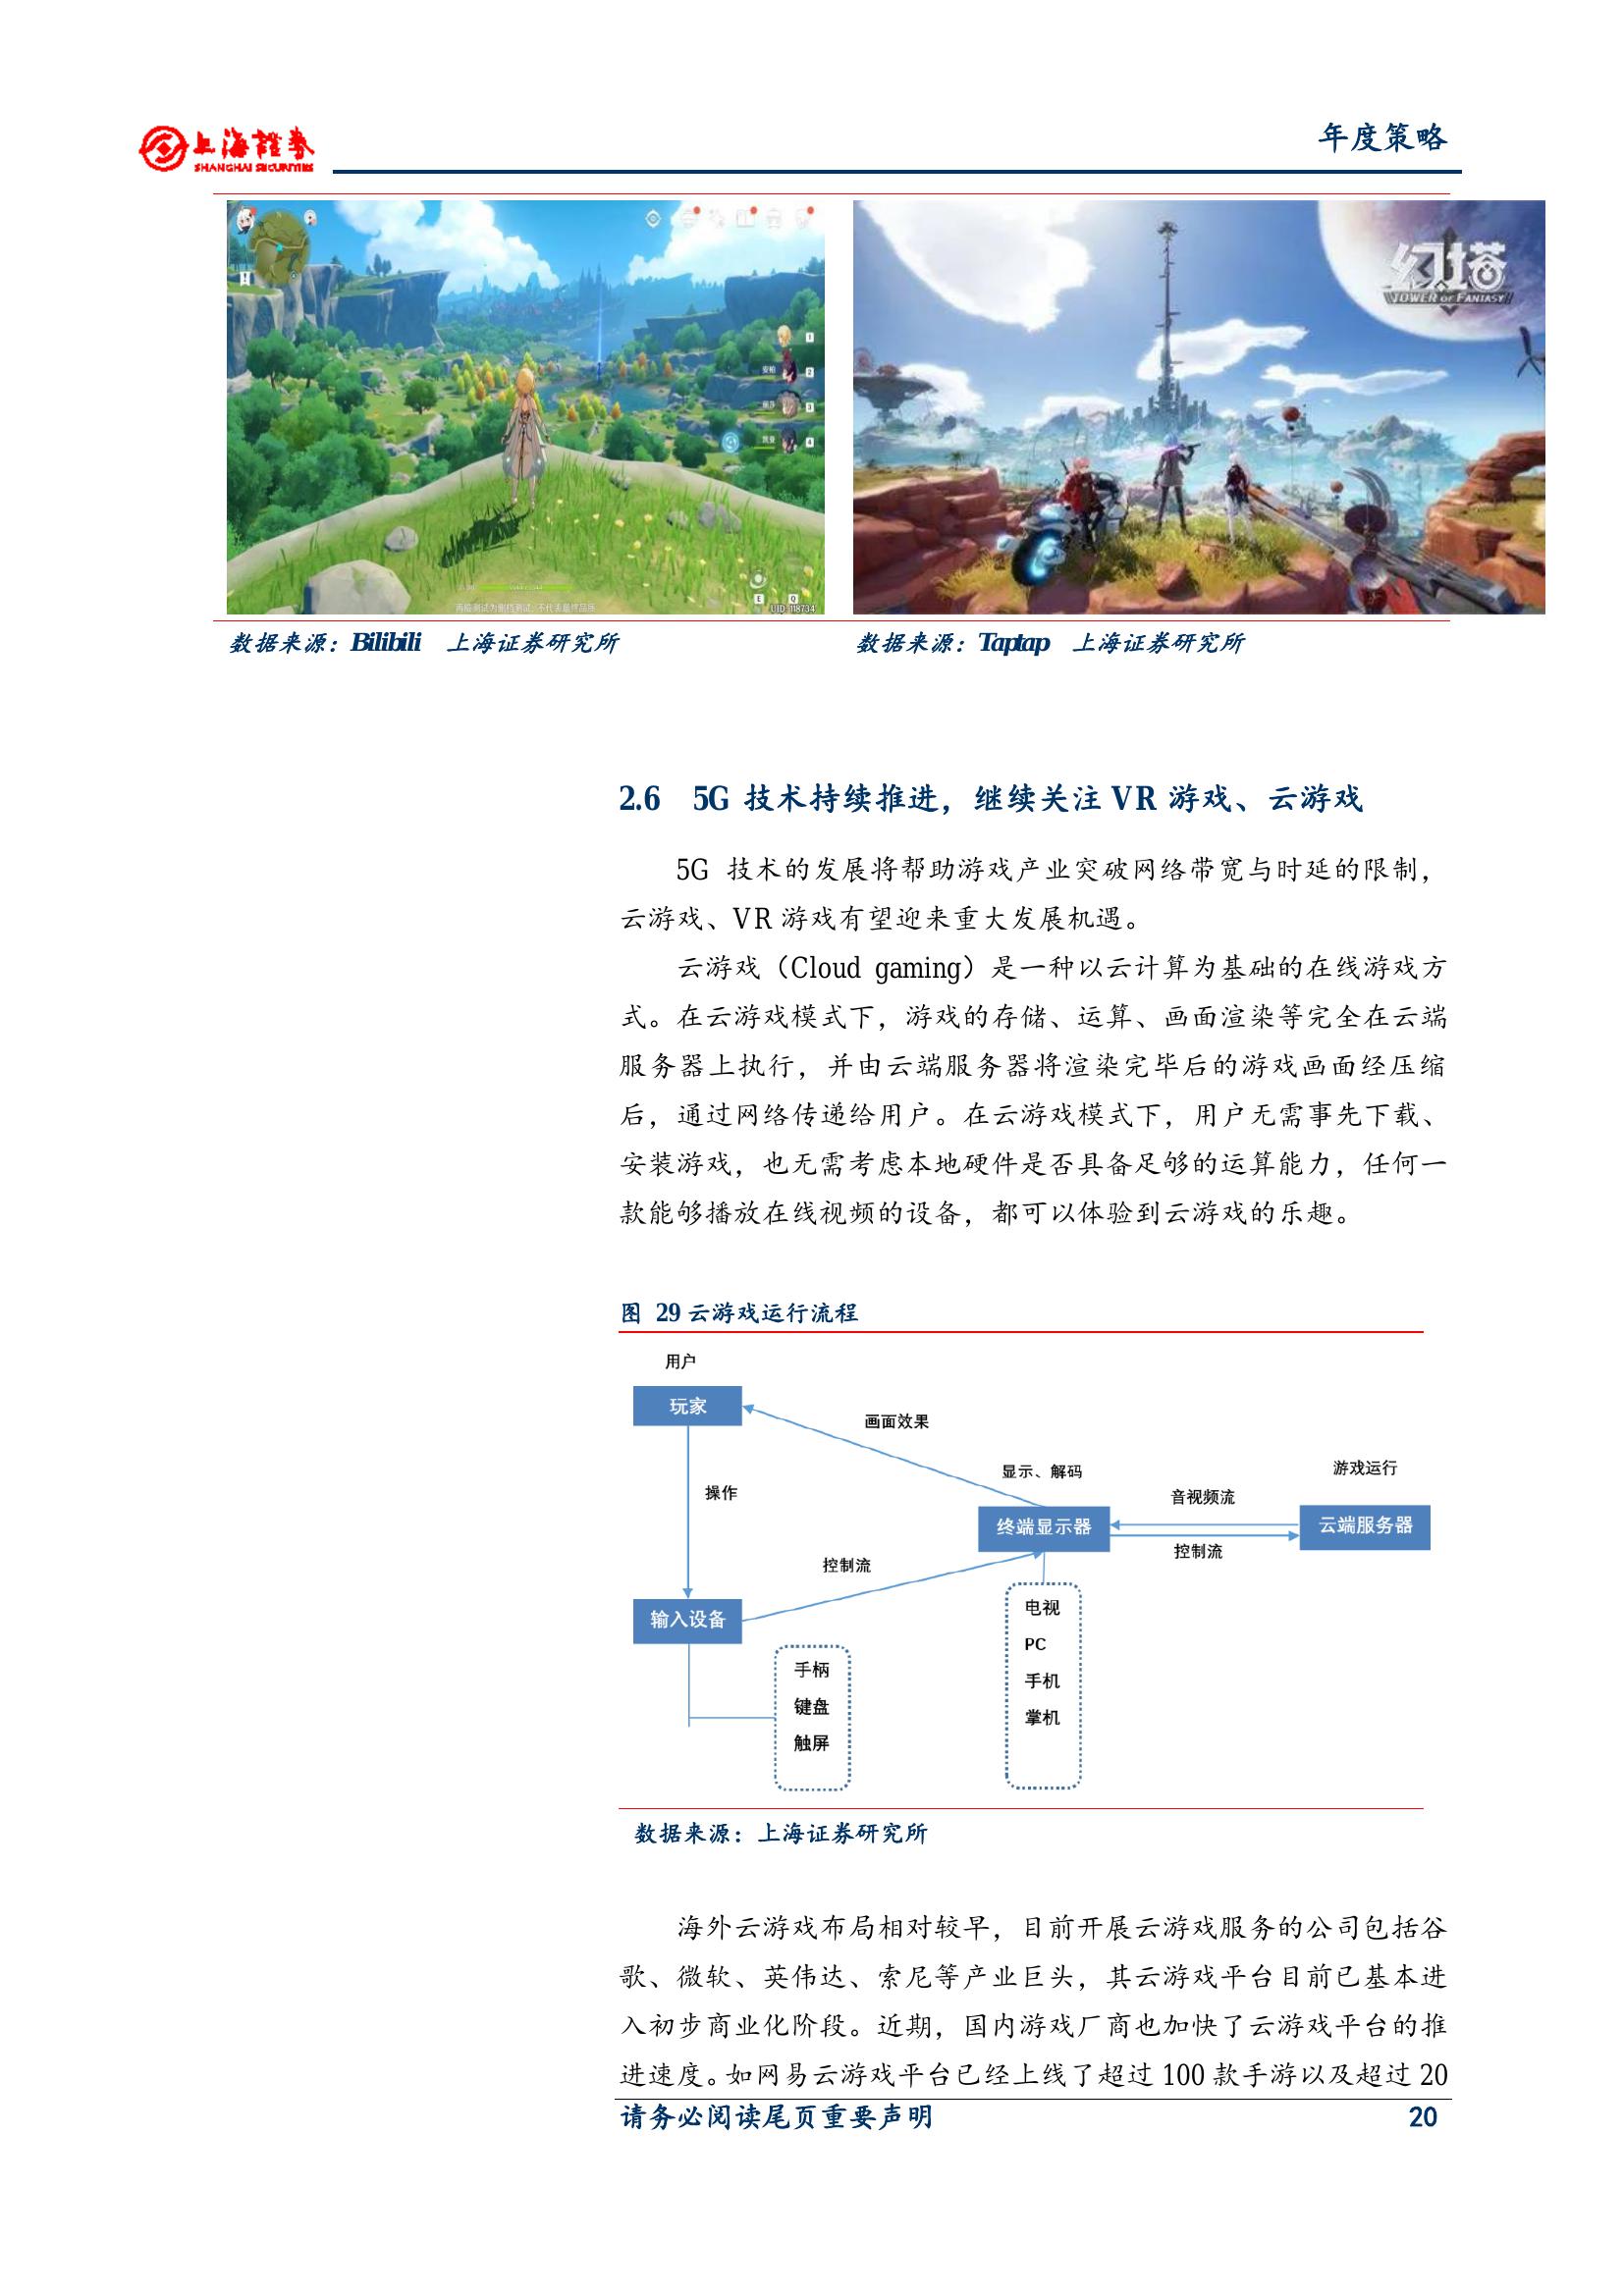 上海證券
SHANGHAI SECURITIES
年度策略
幻塔
TOWER OF FANTASY
安柏
1
2
3
凯亚
4
E
Q
UID: 118734
数据来源：Bilibili 上海证券研究所
数据来源：Taptap 上海证券研究所
2.6 5G 技术持续推进，继续关注 VR 游戏、云游戏
5G 技术的发展将帮助游戏产业突破网络带宽与时延的限制，
云游戏、VR 游戏有望迎来重大发展机遇。
云游戏（Cloud gaming）是一种以云计算为基础的在线游戏方
式。在云游戏模式下，游戏的存储、运算、画面渲染等完全在云端
服务器上执行，并由云端服务器将渲染完毕后的游戏画面经压缩
后，通过网络传递给用户。在云游戏模式下，用户无需事先下载、
安装游戏，也无需考虑本地硬件是否具备足够的运算能力，任何一
款能够播放在线视频的设备，都可以体验到云游戏的乐趣。
图 29 云游戏运行流程
用户
玩家
画面效果
操作
显示、解码
游戏运行
音视频流
终端显示器
云端服务器
控制流
控制流
输入设备
电视
PC
手机
掌机
手柄
键盘
触屏
数据来源：上海证券研究所
海外云游戏布局相对较早，目前开展云游戏服务的公司包括谷
歌、微软、英伟达、索尼等产业巨头，其云游戏平台目前已基本进
入初步商业化阶段。近期，国内游戏厂商也加快了云游戏平台的推
进速度。如网易云游戏平台已经上线了超过 100 款手游以及超过 20
请务必阅读尾页重要声明
20